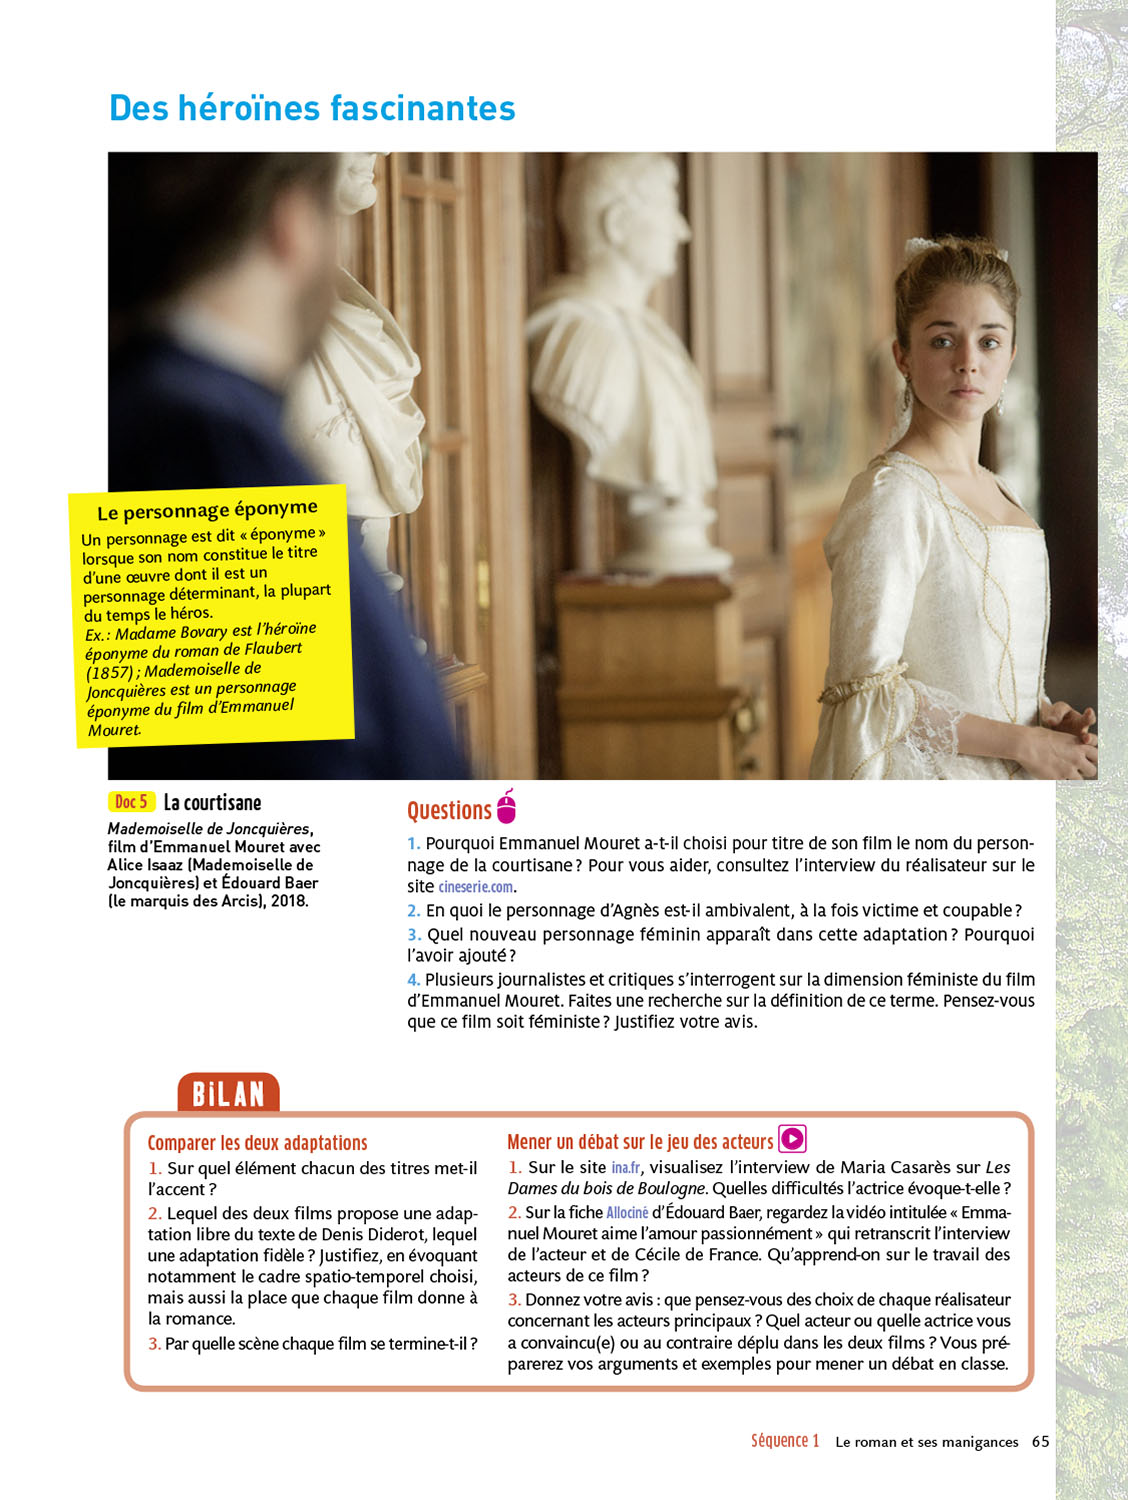 Des héroïnes fascinantes
Le personnage éponyme
Un personnage est dit « éponyme »
lorsque son nom constitue le titre
d'une œuvre dont il est un
personnage déterminant, la plupart
du temps le héros.
Ex. : Madame Bovary est l'héroïne
éponyme du roman de Flaubert
(1857) ; Mademoiselle de
Joncquières est un personnage
éponyme du film d'Emmanuel
Mouret.
Doc 5 La courtisane
Mademoiselle de Joncquières,
film d'Emmanuel Mouret avec
Alice Isaaz (Mademoiselle de
Joncquières) et Édouard Baer
(le marquis des Arcis), 2018.
Questions
1. Pourquoi Emmanuel Mouret a-t-il choisi pour titre de son film le nom du person-
nage de la courtisane ? Pour vous aider, consultez l'interview du réalisateur sur le
site cineserie.com.
2. En quoi le personnage d'Agnès est-il ambivalent, à la fois victime et coupable ?
3. Quel nouveau personnage féminin apparaît dans cette adaptation ? Pourquoi
l'avoir ajouté ?
4. Plusieurs journalistes et critiques s'interrogent sur la dimension féministe du film
d'Emmanuel Mouret. Faites une recherche sur la définition de ce terme. Pensez-vous
que ce film soit féministe ? Justifiez votre avis.
BiLAN
Comparer les deux adaptations
1. Sur quel élément chacun des titres met-il
l'accent ?
2. Lequel des deux films propose une adap-
tation libre du texte de Denis Diderot, lequel
une adaptation fidèle ? Justifiez, en évoquant
notamment le cadre spatio-temporel choisi,
mais aussi la place que chaque film donne à
la romance.
3. Par quelle scène chaque film se termine-t-il ?
Mener un débat sur le jeu des acteurs
1. Sur le site ina.fr, visualisez l'interview de Maria Casarès sur Les
Dames du bois de Boulogne. Quelles difficultés l'actrice évoque-t-elle ?
2. Sur la fiche Allociné d'Édouard Baer, regardez la vidéo intitulée « Emma-
nuel Mouret aime l'amour passionnément » qui retranscrit l'interview
de l'acteur et de Cécile de France. Qu'apprend-on sur le travail des
acteurs de ce film ?
3. Donnez votre avis : que pensez-vous des choix de chaque réalisateur
concernant les acteurs principaux ? Quel acteur ou quelle actrice vous
a convaincu(e) ou au contraire déplu dans les deux films ? Vous pré-
parerez vos arguments et exemples pour mener un débat en classe.
Séquence 1 Le roman et ses manigances 65